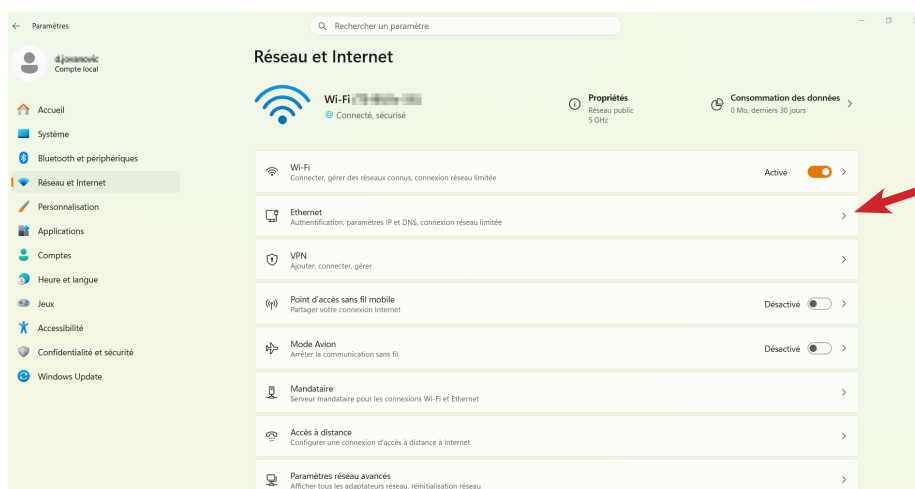 Paramètres
Rechercher un paramètre
Compte local
Accueil
Système
Bluetooth et périphériques
Réseau et Internet
Personnalisation
Applications
Comptes
Heure et langue
Jeux
Accessibilité
Confidentialité et sécurité
Windows Update
Réseau et Internet
Wi-Fi
Connecté, sécurisé
Propriétés
Réseau public
5 GHz
Consommation des données
0 Mo, derniers 30 jours
Wi-Fi
Connecter, gérer des réseaux connus, connexion réseau limitée
Activé
Ethernet
Authentification, paramètres IP et DNS, connexion réseau limitée
VPN
Ajouter, connecter, gérer
Point d'accès sans fil mobile
Partager votre connexion Internet
Désactivé
Mode Avion
Arrêter la communication sans fil
Désactivé
Mandataire
Serveur mandataire pour les connexions Wi-Fi et Ethernet
Accès à distance
Configurer une connexion d'accès à distance à Internet
Paramètres réseau avancés
Afficher tous les adaptateurs réseau, réinitialisation réseau